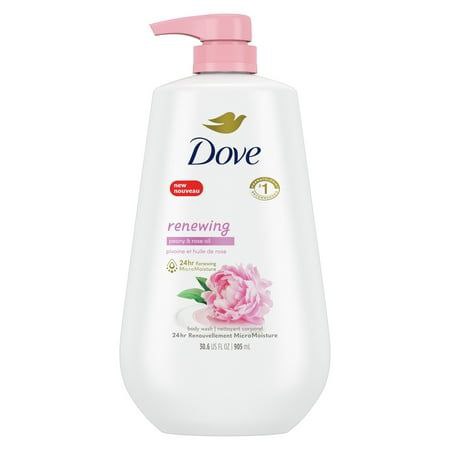 Dove
new
nouveau
#1
renewing
peony & rose oil
pivoine et huile de rose
24hr Renewing
MicroMoisture
body wash | nettoyant corporel
24hr Renouvellement MicroMoisture
30.6 US FL OZ | 905 mL